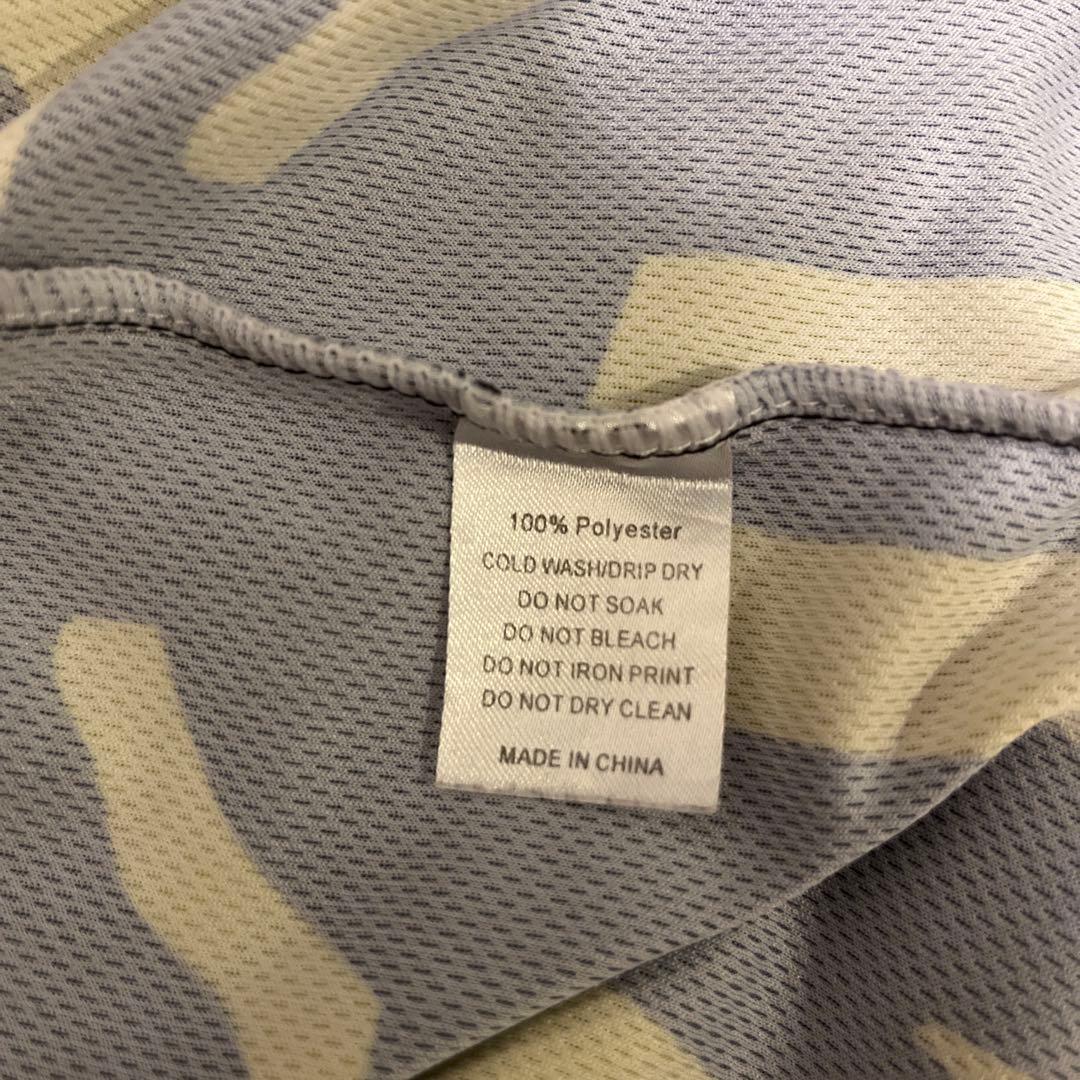 100% Polyester
COLD WASH/DRIP DRY
DO NOT SOAK
DO NOT BLEACH
DO NOT IRON PRINT
DO NOT DRY CLEAN
MADE IN CHINA